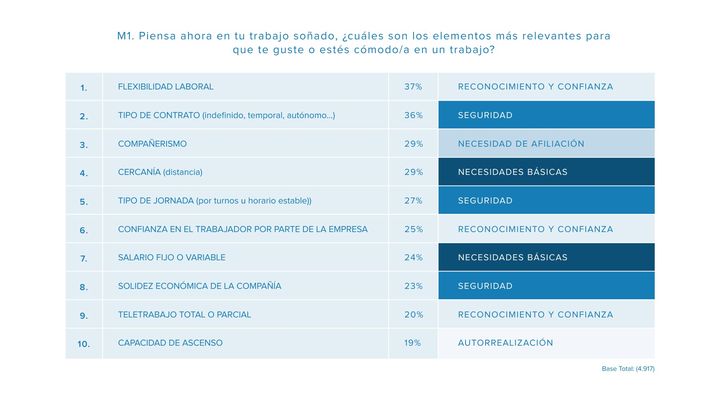 M1. Piensa ahora en tu trabajo soñado, ¿cuáles son los elementos más relevantes para
que te guste o estés cómodo/a en un trabajo?
1. FLEXIBILIDAD LABORAL 37% RECONOCIMIENTO Y CONFIANZA
2. TIPO DE CONTRATO (indefinido, temporal, autónomo...) 36% SEGURIDAD
3. COMPAÑERISMO 29% NECESIDAD DE AFILIACIÓN
4. CERCANÍA (distancia) 29% NECESIDADES BÁSICAS
5. TIPO DE JORNADA (por turnos u horario estable)) 27% SEGURIDAD
6. CONFIANZA EN EL TRABAJADOR POR PARTE DE LA EMPRESA 25% RECONOCIMIENTO Y CONFIANZA
7. SALARIO FIJO O VARIABLE 24% NECESIDADES BÁSICAS
8. SOLIDEZ ECONÓMICA DE LA COMPAÑÍA 23% SEGURIDAD
9. TELETRABAJO TOTAL O PARCIAL 20% RECONOCIMIENTO Y CONFIANZA
10. CAPACIDAD DE ASCENSO 19% AUTORREALIZACIÓN
Base Total: (4.917)